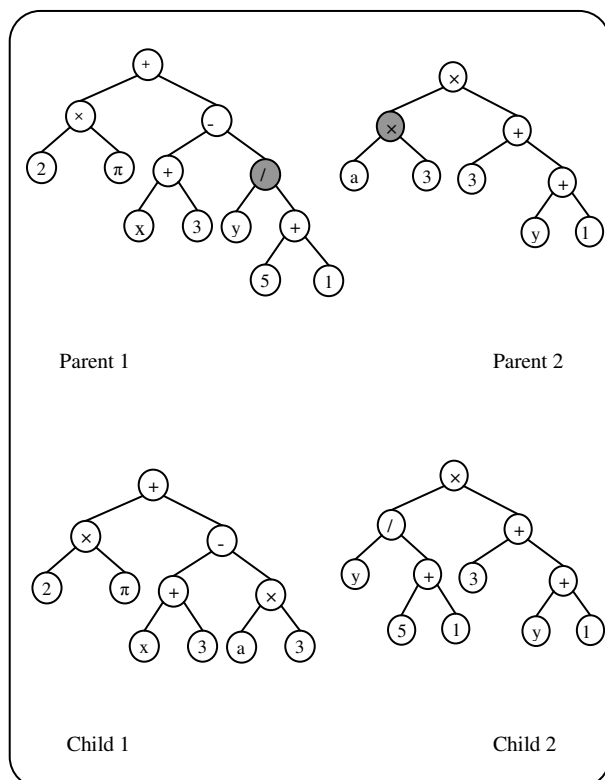 + ×
× - × +
2 π + / a 3 3 +
x 3 y + y 1
5 1
Parent 1 Parent 2
+ ×
× - / +
2 π + × y + 3 +
x 3 a 3 5 1 y 1
Child 1 Child 2